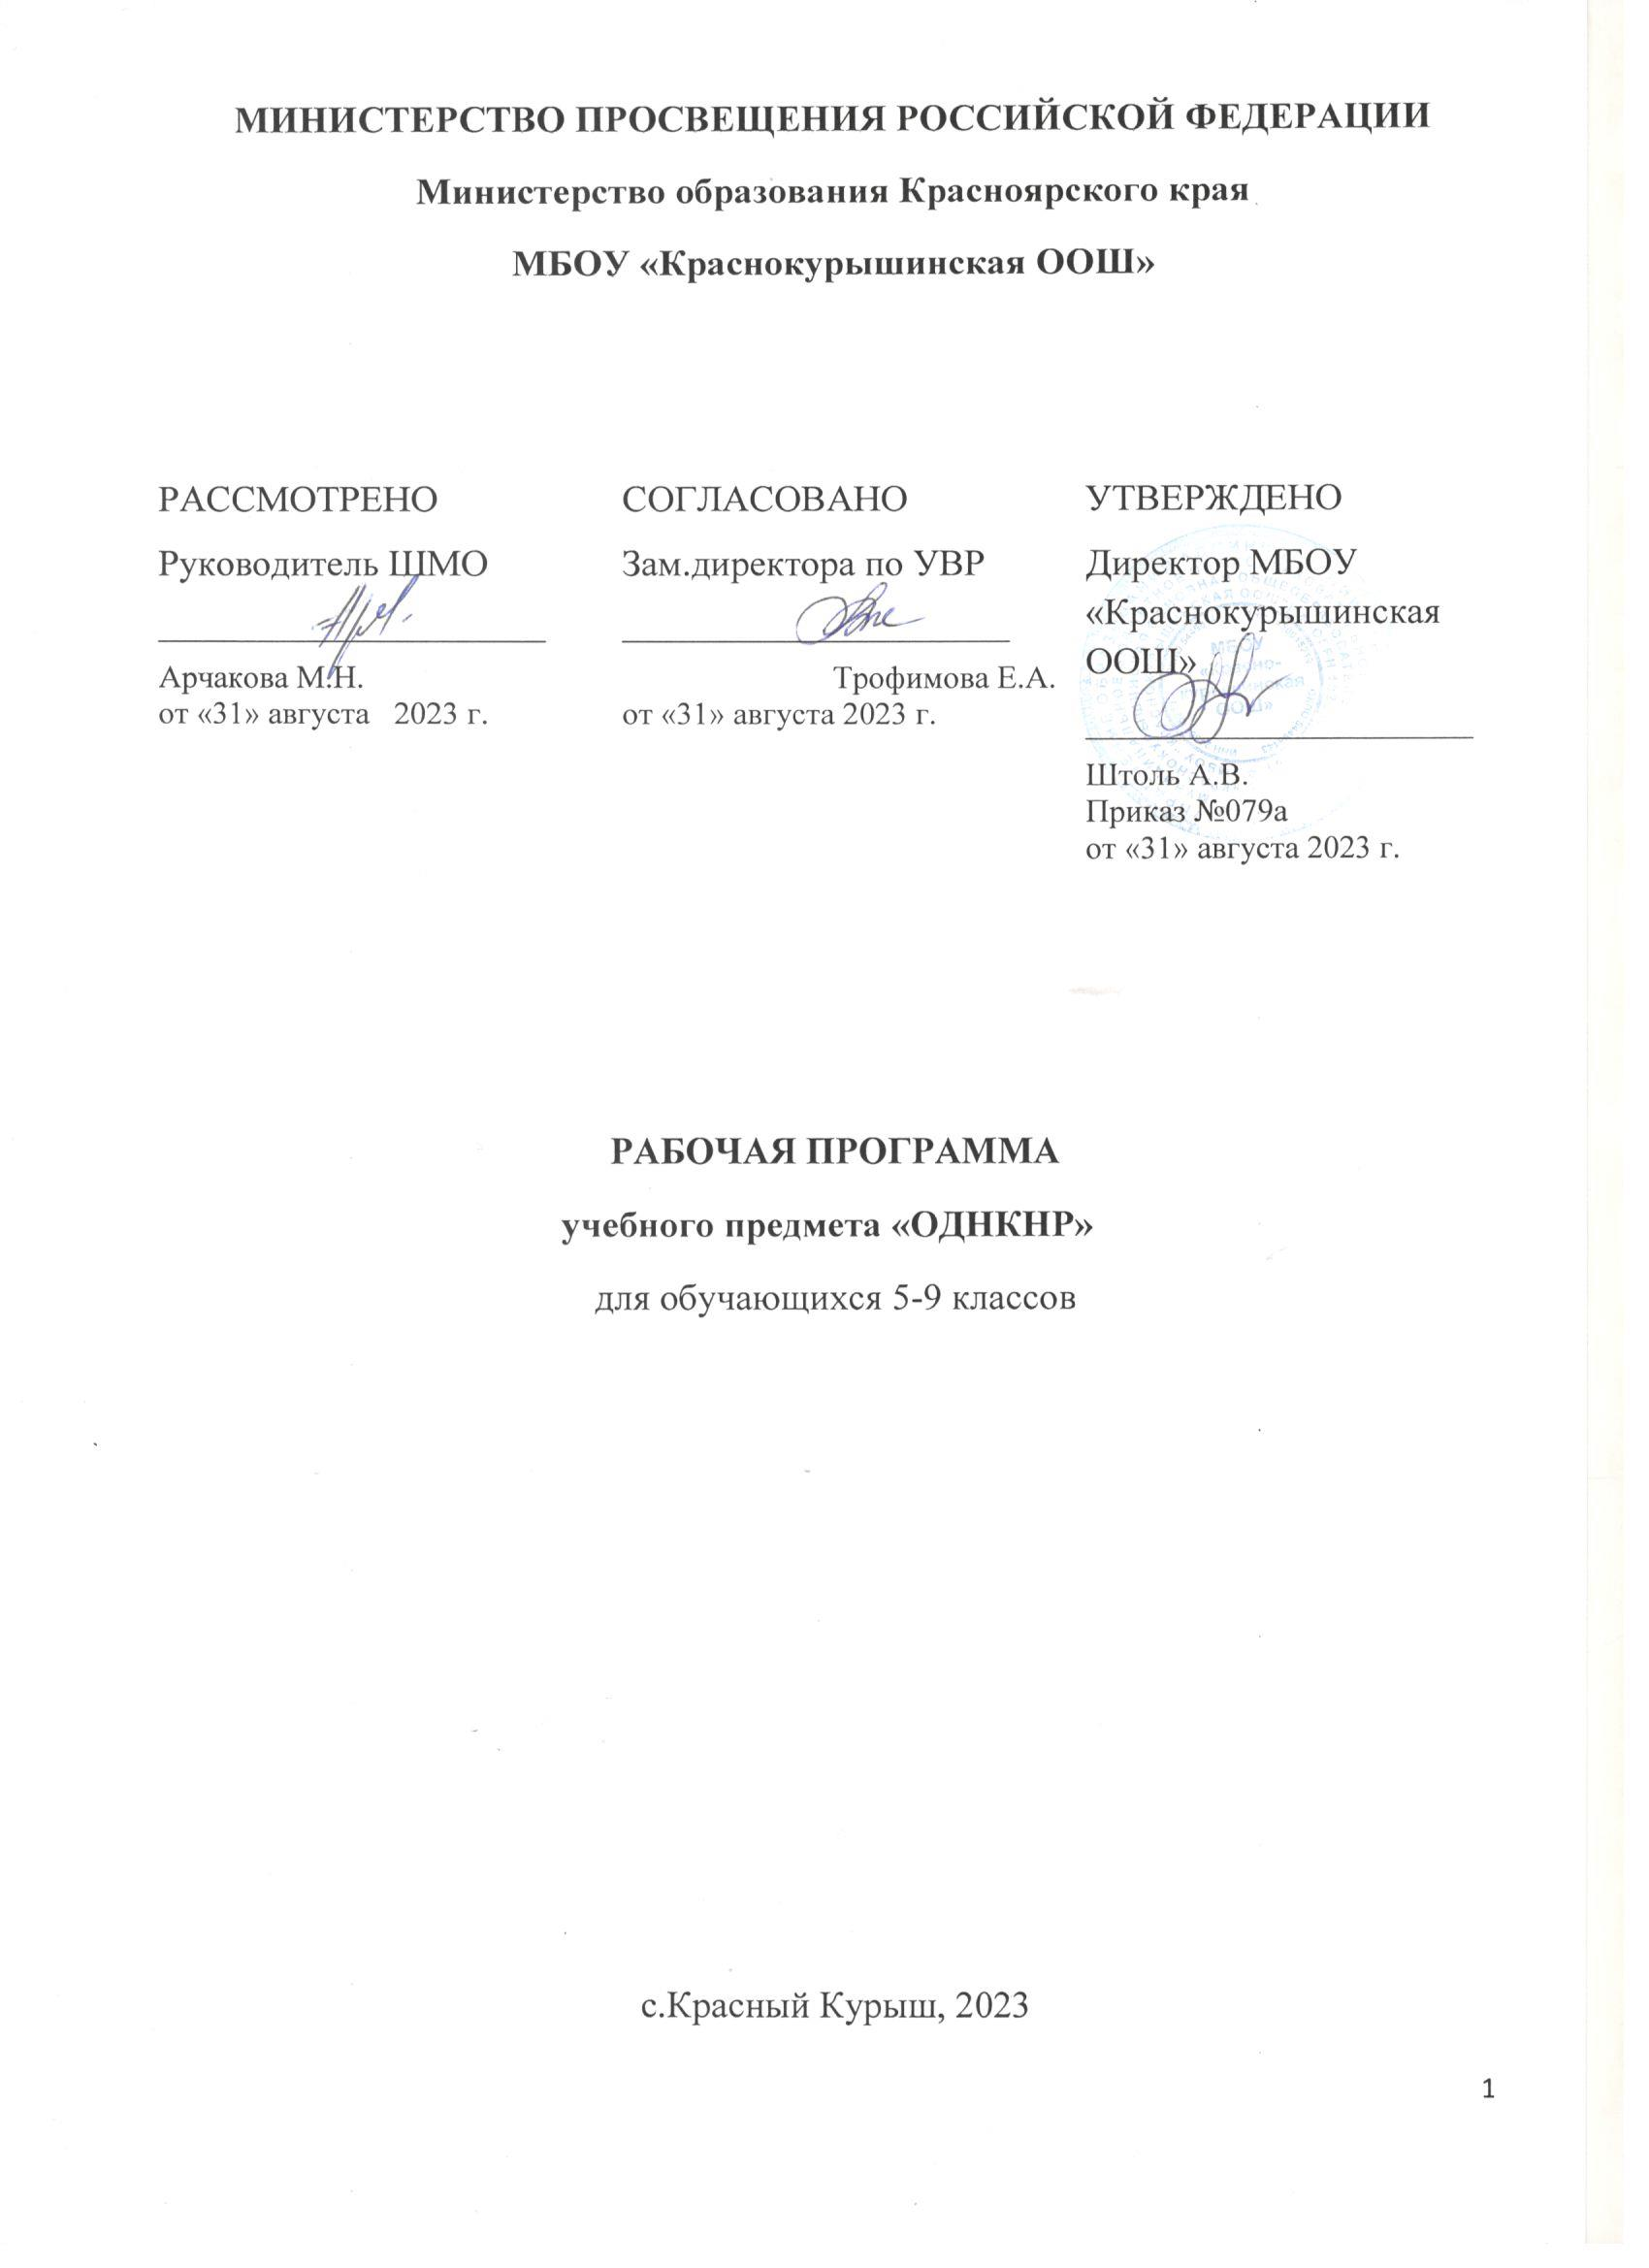 МИНИСТЕРСТВО ПРОСВЕЩЕНИЯ РОССИЙСКОЙ ФЕДЕРАЦИИ
Министерство образования Красноярского края
МБОУ «Краснокурышинская ООШ»
РАССМОТРЕНО
Руководитель ШМО
Арчакова М.Н.
от «31» августа 2023 г.
СОГЛАСОВАНО
Зам.директора по УВР
Трофимова Е.А.
от «31» августа 2023 г.
УТВЕРЖДЕНО
Директор МБОУ
«Краснокурышинская
ООШ»
Штоль А.В.
Приказ №079а
от «31» августа 2023 г.
МБОУ
ООШ»
РАБОЧАЯ ПРОГРАММА
учебного предмета «ОДНКНР»
для обучающихся 5-9 классов
с.Красный Курыш, 2023
1